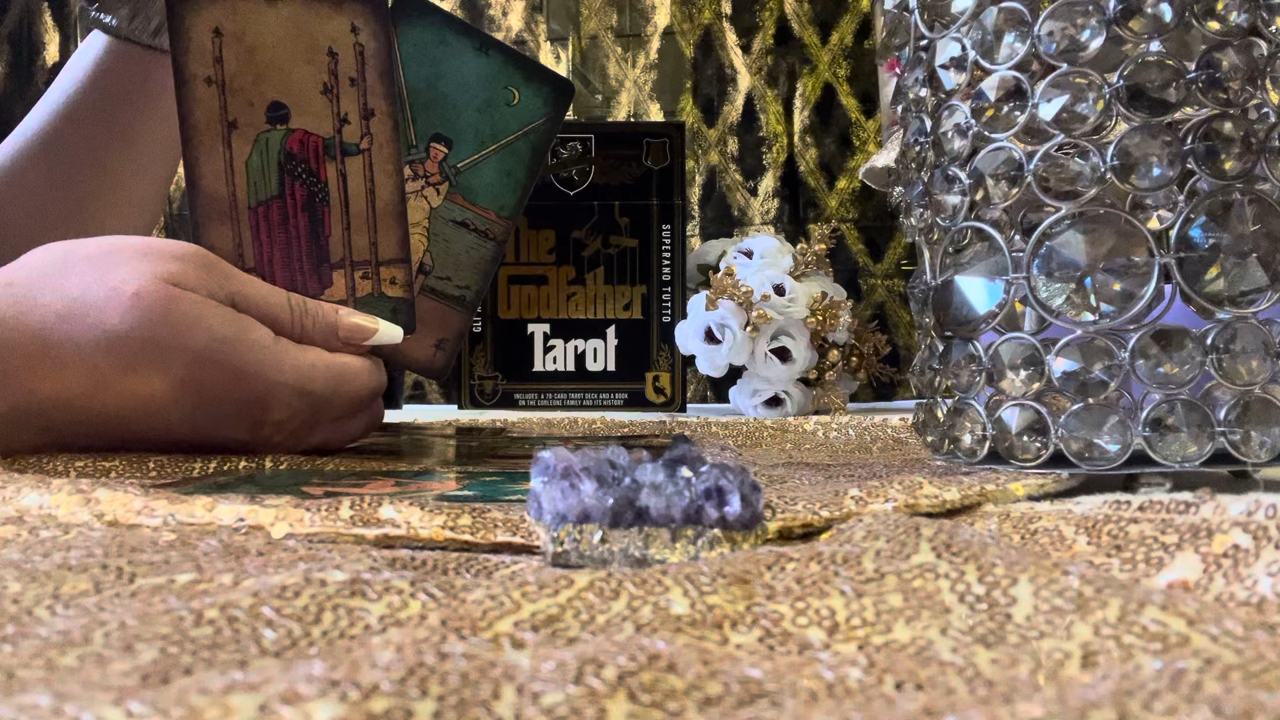 The
Godfather
Tarot
SUPERANO TUTTO
INCLUDES: A 78-CARD TAROT DECK AND A BOOK
ON THE CORLEONE FAMILY AND ITS HISTORY